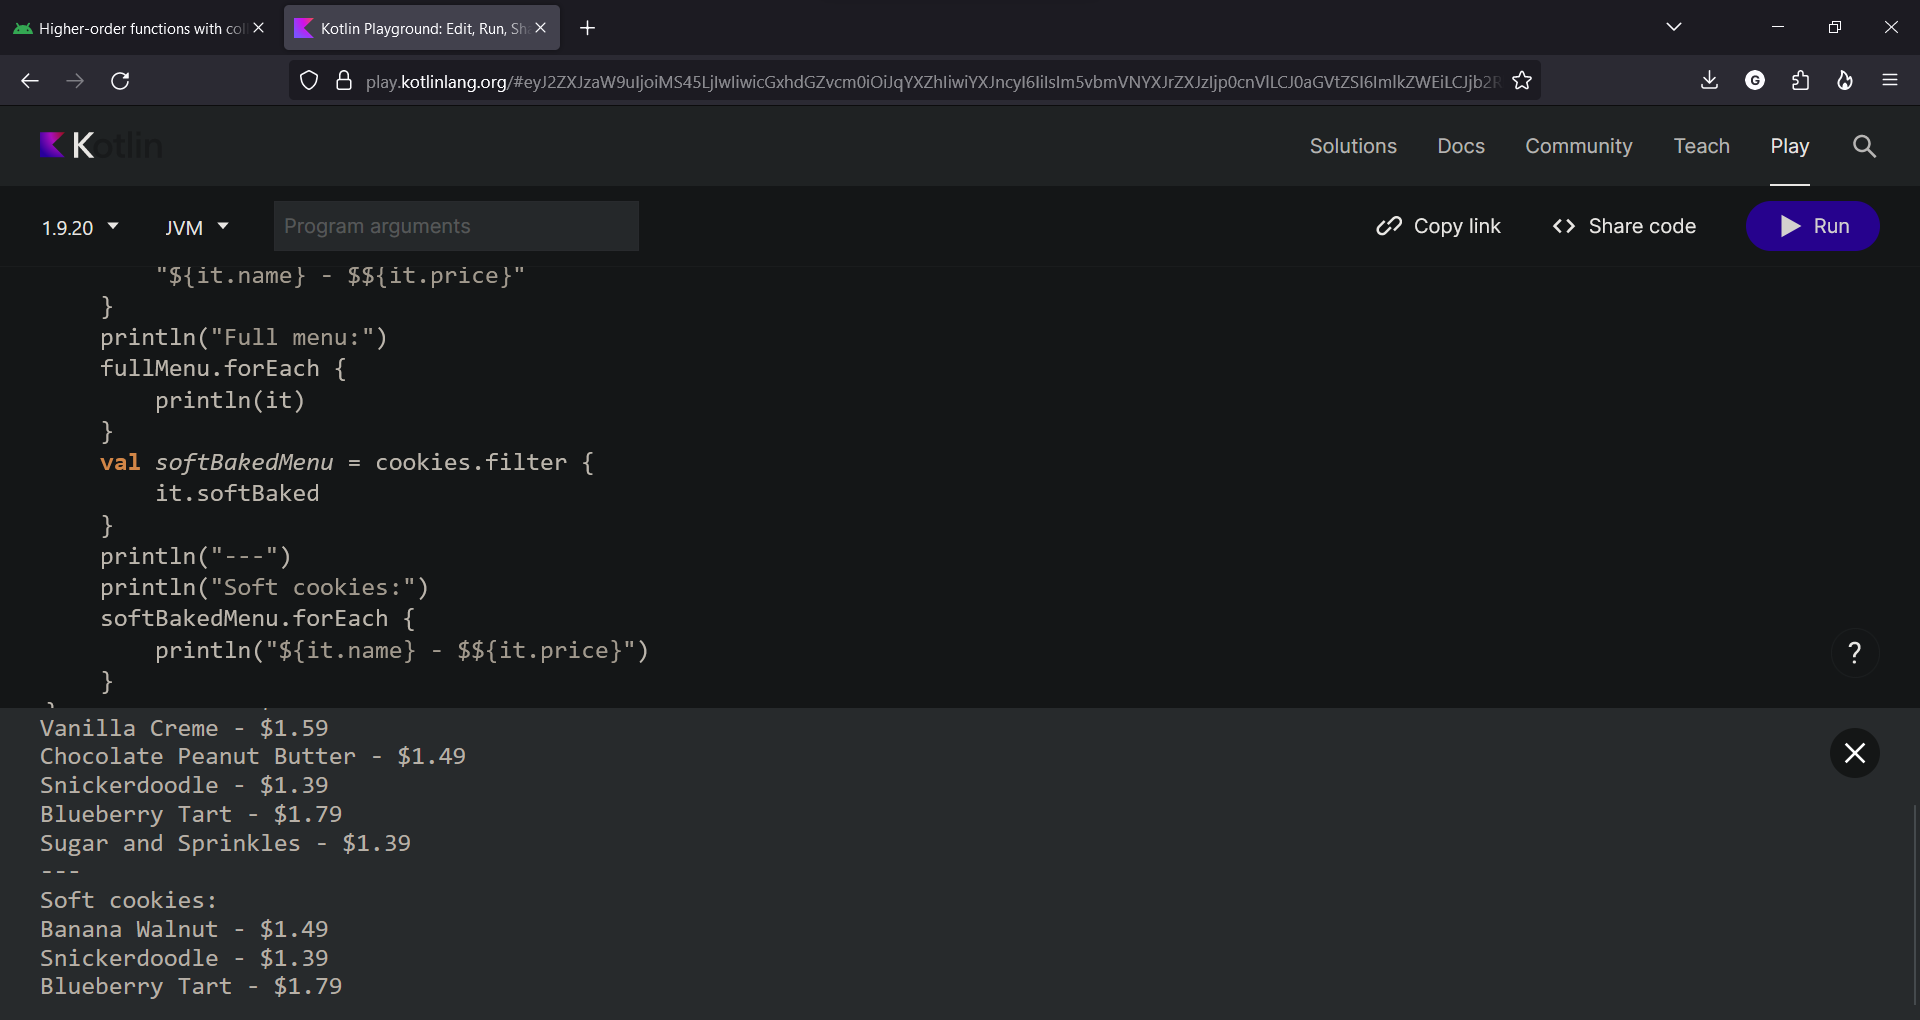 Higher-order functions with col
Kotlin Playground: Edit, Run, Sha
play.kotlinlang.org/#eyJ2ZXJzaW9uIjoiMS45LjIwIiwicGxhdGZvcm0iOiJqYXZhIiwiYXJncyI6IiIsIm5vbmVNYXJrZXJzIjp0cnVlLCJ0aGVtZSI6ImlkZWEiLCJjb2R
G
Kotlin
Solutions
Docs
Community
Teach
Play
1.9.20
JVM
Program arguments
Copy link
<> Share code
Run
"${it.name} - $${it.price}"
}
println("Full menu:")
fullMenu.forEach {
println(it)
}
val softBakedMenu = cookies.filter {
it.softBaked
}
println("---")
println("Soft cookies:")
softBakedMenu.forEach {
println("${it.name} - $${it.price}")
}
?
Vanilla Creme - $1.59
Chocolate Peanut Butter - $1.49
Snickerdoodle - $1.39
Blueberry Tart - $1.79
Sugar and Sprinkles - $1.39
---
Soft cookies:
Banana Walnut - $1.49
Snickerdoodle - $1.39
Blueberry Tart - $1.79